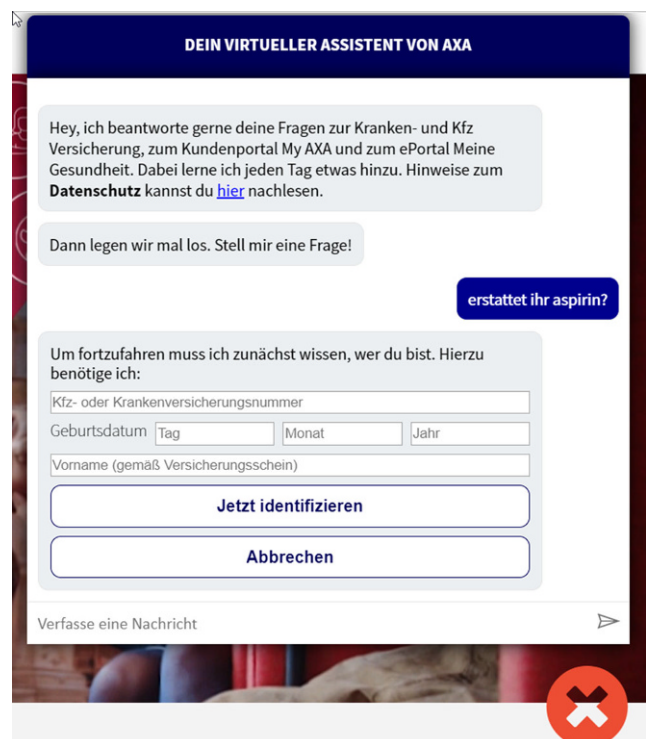 DEIN VIRTUELLER ASSISTENT VON AXA
Hey, ich beantworte gerne deine Fragen zur Kranken- und Kfz
Versicherung, zum Kundenportal My AXA und zum ePortal Meine
Gesundheit. Dabei lerne ich jeden Tag etwas hinzu. Hinweise zum
Datenschutz kannst du hier nachlesen.
Dann legen wir mal los. Stell mir eine Frage!
erstattet ihr aspirin?
Um fortzufahren muss ich zunächst wissen, wer du bist. Hierzu
benötige ich:
Kfz- oder Krankenversicherungsnummer
Geburtsdatum Tag Monat Jahr
Vorname (gemäß Versicherungsschein)
Jetzt identifizieren
Abbrechen
Verfasse eine Nachricht